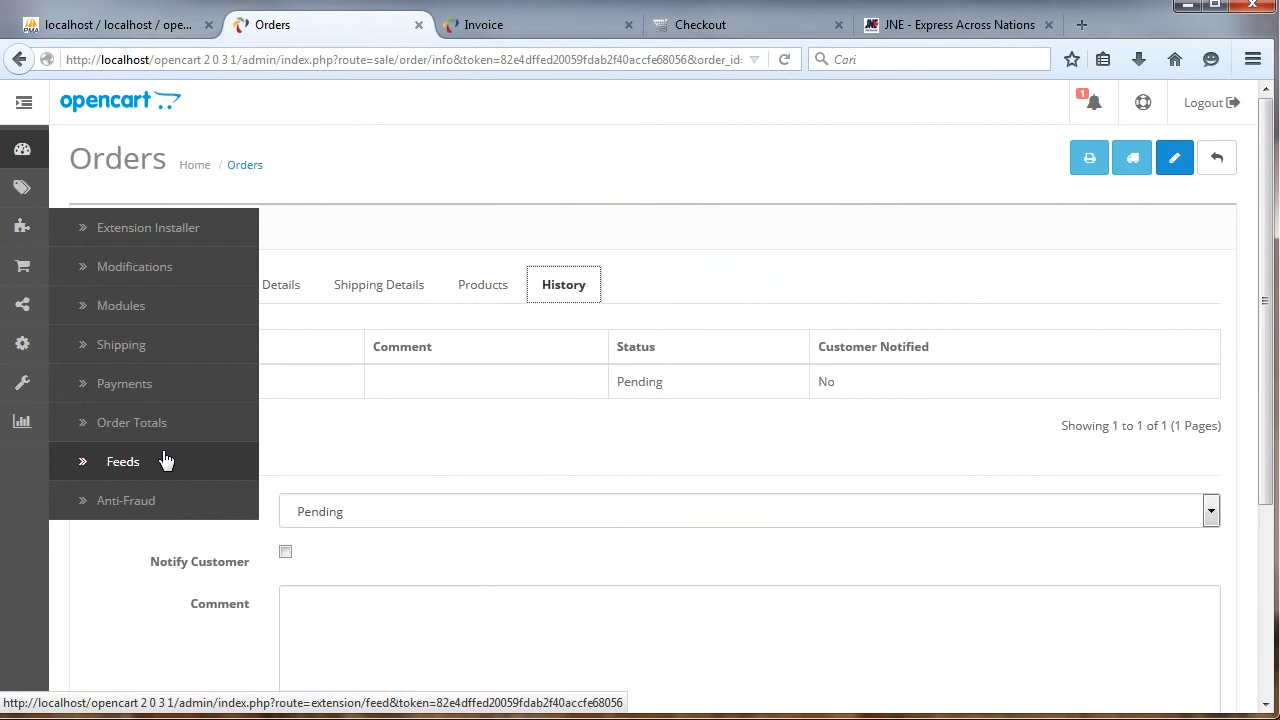 localhost / localhost / ope...
Orders
Invoice
Checkout
JNE - Express Across Nations
http://localhost/opencart 2 0 3 1/admin/index.php?route=sale/order/info&token=82e4dffed20059fdab2f40accfe68056&order_id=
Cari
opencart
1
Logout
Orders
Home / Orders
Extension Installer
Modifications
Modules
Shipping
Payments
Order Totals
Feeds
Anti-Fraud
Details
Shipping Details
Products
History
Comment
Status
Customer Notified
Pending
No
Showing 1 to 1 of 1 (1 Pages)
Pending
Notify Customer
Comment
http://localhost/opencart 2 0 3 1/admin/index.php?route=extension/feed&token=82e4dffed20059fdab2f40accfe68056